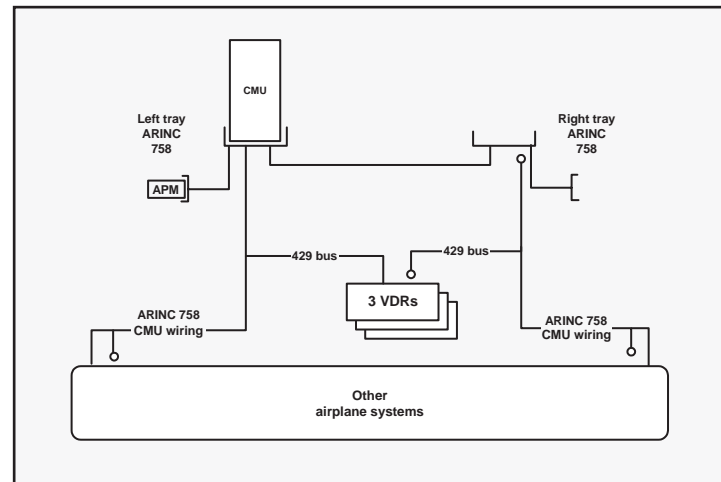 CMU
Left tray
ARINC
758
Right tray
ARINC
758
APM
429 bus
429 bus
3 VDRs
ARINC 758
CMU wiring
ARINC 758
CMU wiring
Other
airplane systems